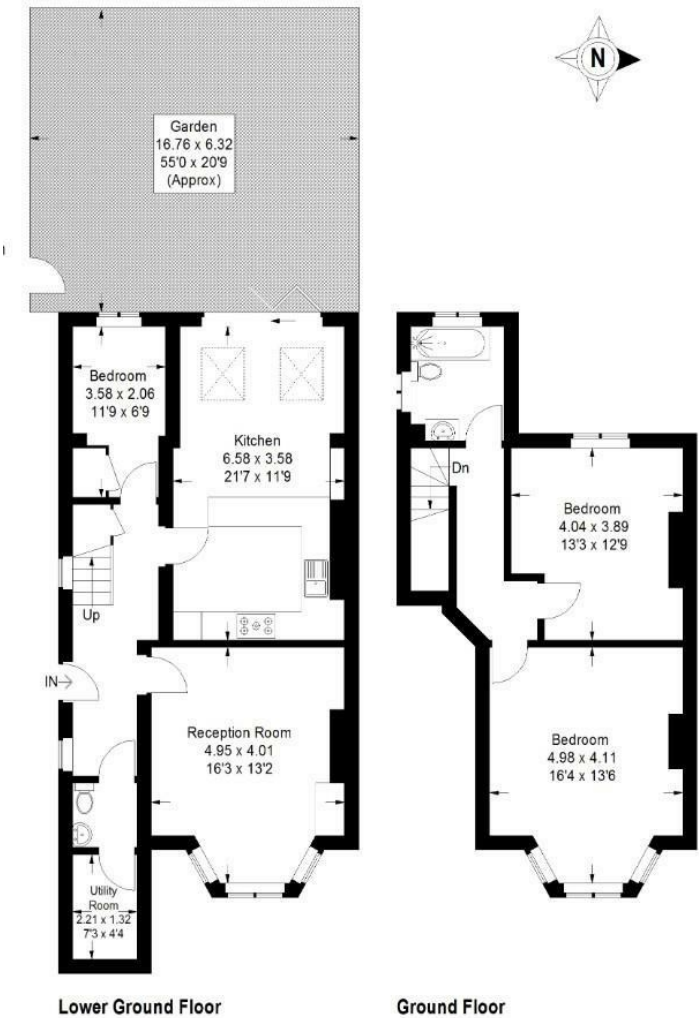 N
Garden
16.76 x 6.32
55'0 x 20'9
(Approx)
Bedroom
3.58 x 2.06
11'9 x 6'9
Kitchen
6.58 x 3.58
21'7 x 11'9
Up
IN
Reception Room
4.95 x 4.01
16'3 x 13'2
Utility
Room
2.21 x 1.32
7'3 x 4'4
Dn
Bedroom
4.04 x 3.89
13'3 x 12'9
Bedroom
4.98 x 4.11
16'4 x 13'6
Lower Ground Floor
Ground Floor